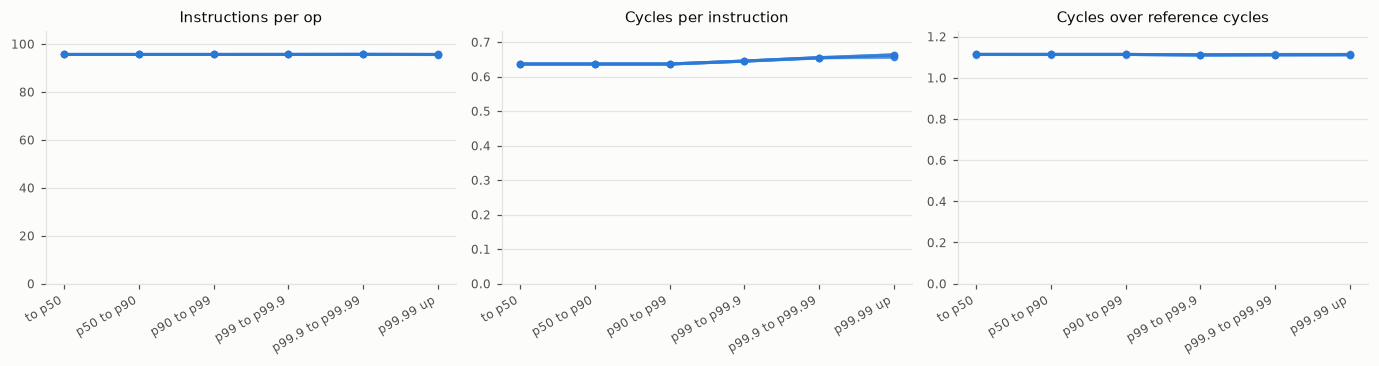 Instructions per op
100
80
60
40
20
0
to p50
p50 to p90
p90 to p99
p99 to p99.9
p99.9 to p99.99
p99.99 up
Cycles per instruction
0.7
0.6
0.5
0.4
0.3
0.2
0.1
0.0
to p50
p50 to p90
p90 to p99
p99 to p99.9
p99.9 to p99.99
p99.99 up
Cycles over reference cycles
1.2
1.0
0.8
0.6
0.4
0.2
0.0
to p50
p50 to p90
p90 to p99
p99 to p99.9
p99.9 to p99.99
p99.99 up